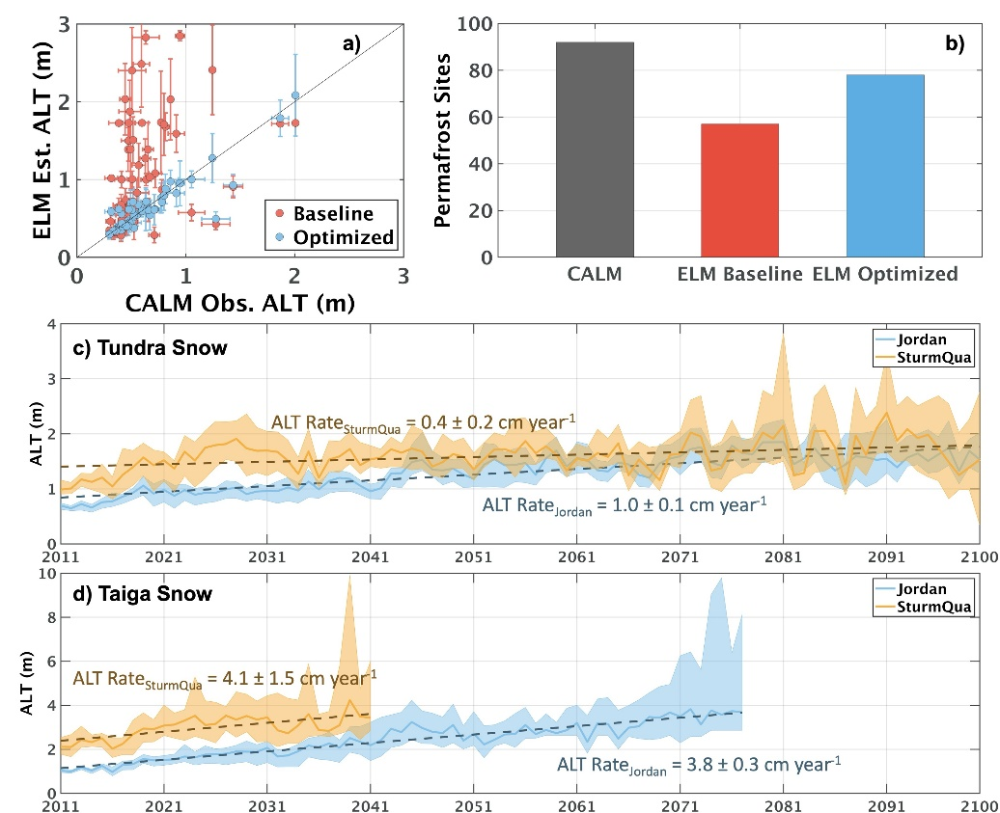 a)
3
2
1
0
ELM Est. ALT (m)
0 1 2 3
CALM Obs. ALT (m)
Baseline
Optimized
b)
100
80
60
40
20
0
Permafrost Sites
CALM ELM Baseline ELM Optimized
c) Tundra Snow
Jordan
SturmQua
4
3
2
1
0
ALT (m)
ALT Rate_SturmQua = 0.4 ± 0.2 cm year⁻¹
ALT Rate_Jordan = 1.0 ± 0.1 cm year⁻¹
2011 2021 2031 2041 2051 2061 2071 2081 2091 2100
d) Taiga Snow
Jordan
SturmQua
10
8
6
4
2
0
ALT (m)
ALT Rate_SturmQua = 4.1 ± 1.5 cm year⁻¹
ALT Rate_Jordan = 3.8 ± 0.3 cm year⁻¹
2011 2021 2031 2041 2051 2061 2071 2081 2091 2100